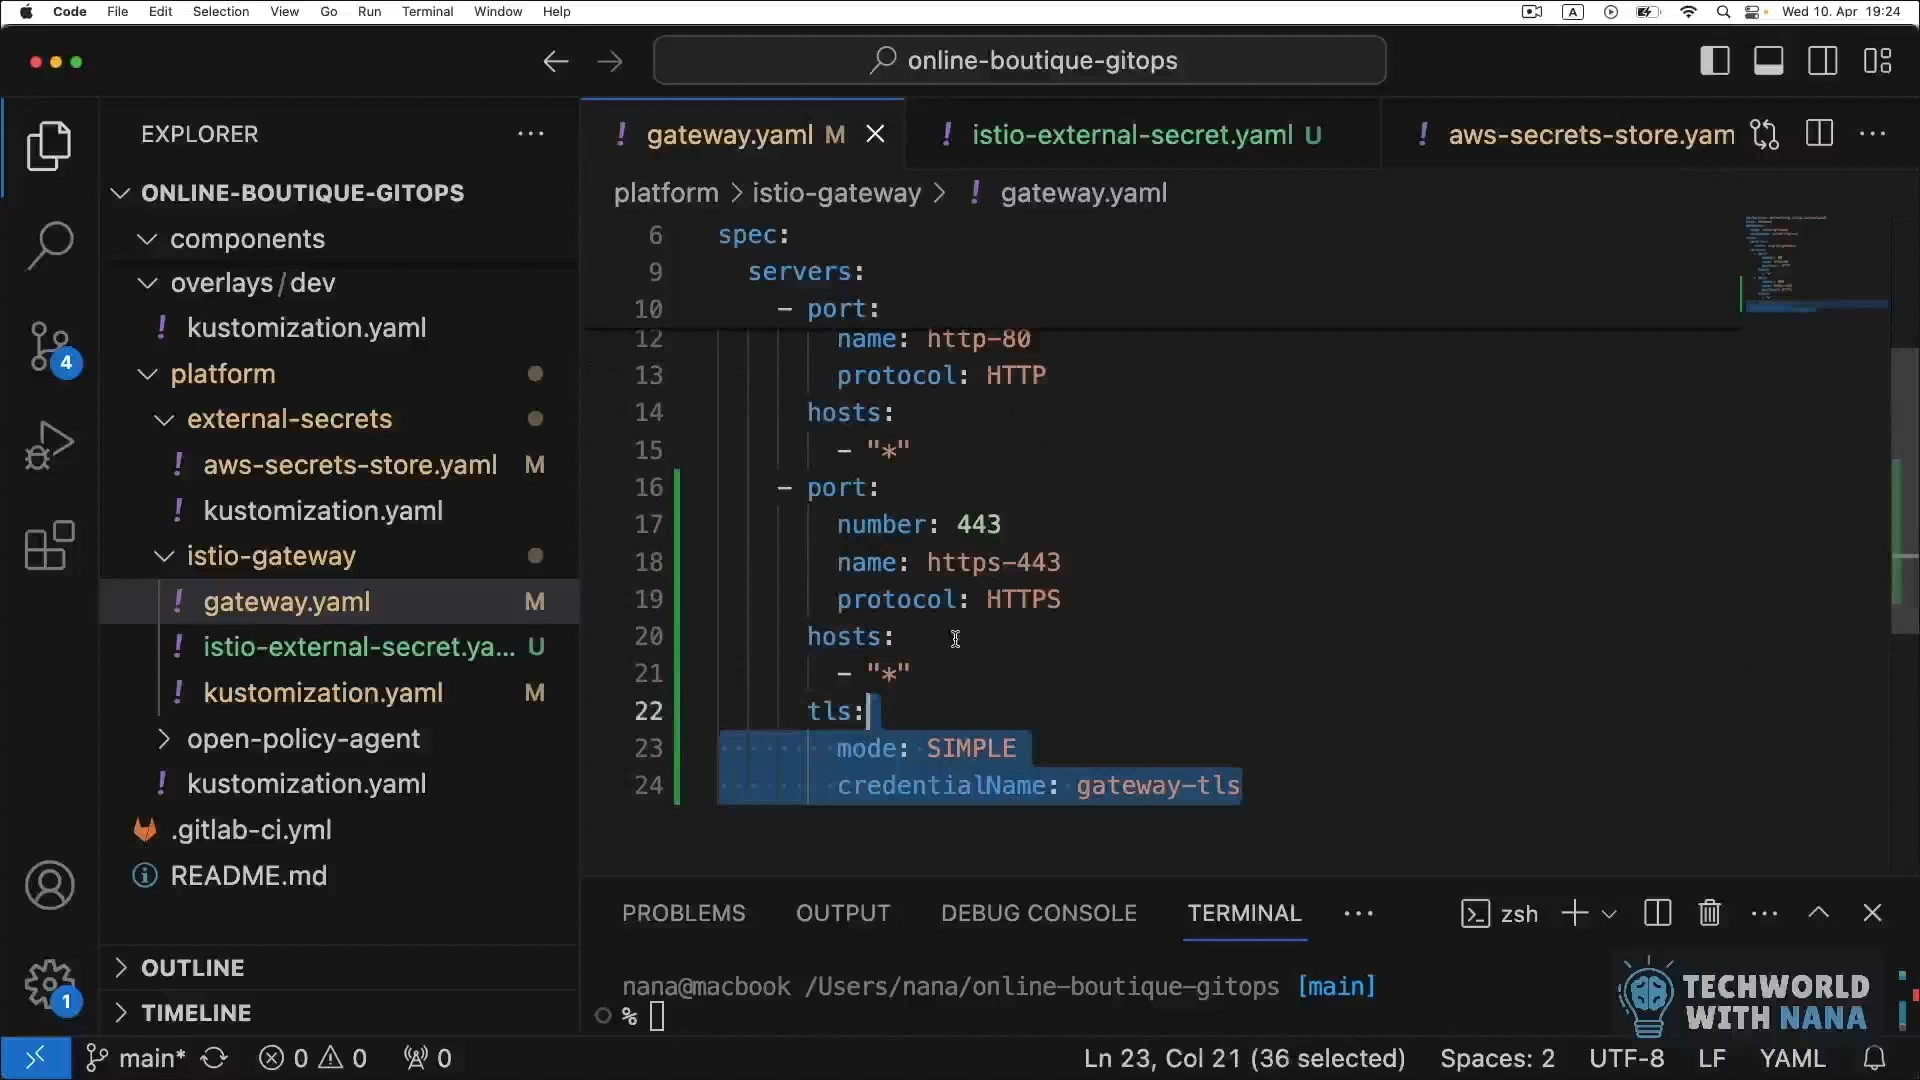 Code File Edit Selection View Go Run Terminal Window Help
A
Wed 10. Apr 19:24
online-boutique-gitops
EXPLORER
ONLINE-BOUTIQUE-GITOPS
components
overlays/dev
! kustomization.yaml
platform
external-secrets
! aws-secrets-store.yaml M
! kustomization.yaml
istio-gateway
! gateway.yaml M
! istio-external-secret.ya... U
! kustomization.yaml M
open-policy-agent
! kustomization.yaml
.gitlab-ci.yml
README.md
OUTLINE
TIMELINE
4
1
! gateway.yaml M
! istio-external-secret.yaml U
! aws-secrets-store.yam
platform > istio-gateway > ! gateway.yaml
6 spec:
9 servers:
10 - port:
12 name: http-80
13 protocol: HTTP
14 hosts:
15 - "*"
16 - port:
17 number: 443
18 name: https-443
19 protocol: HTTPS
20 hosts:
21 - "*"
22 tls:
23 mode: SIMPLE
24 credentialName: gateway-tls
PROBLEMS OUTPUT DEBUG CONSOLE TERMINAL ...
zsh
nana@macbook /Users/nana/online-boutique-gitops [main]
%
TECHWORLD
WITH NANA
main* 0 0 0
Ln 23, Col 21 (36 selected) Spaces: 2 UTF-8 LF YAML